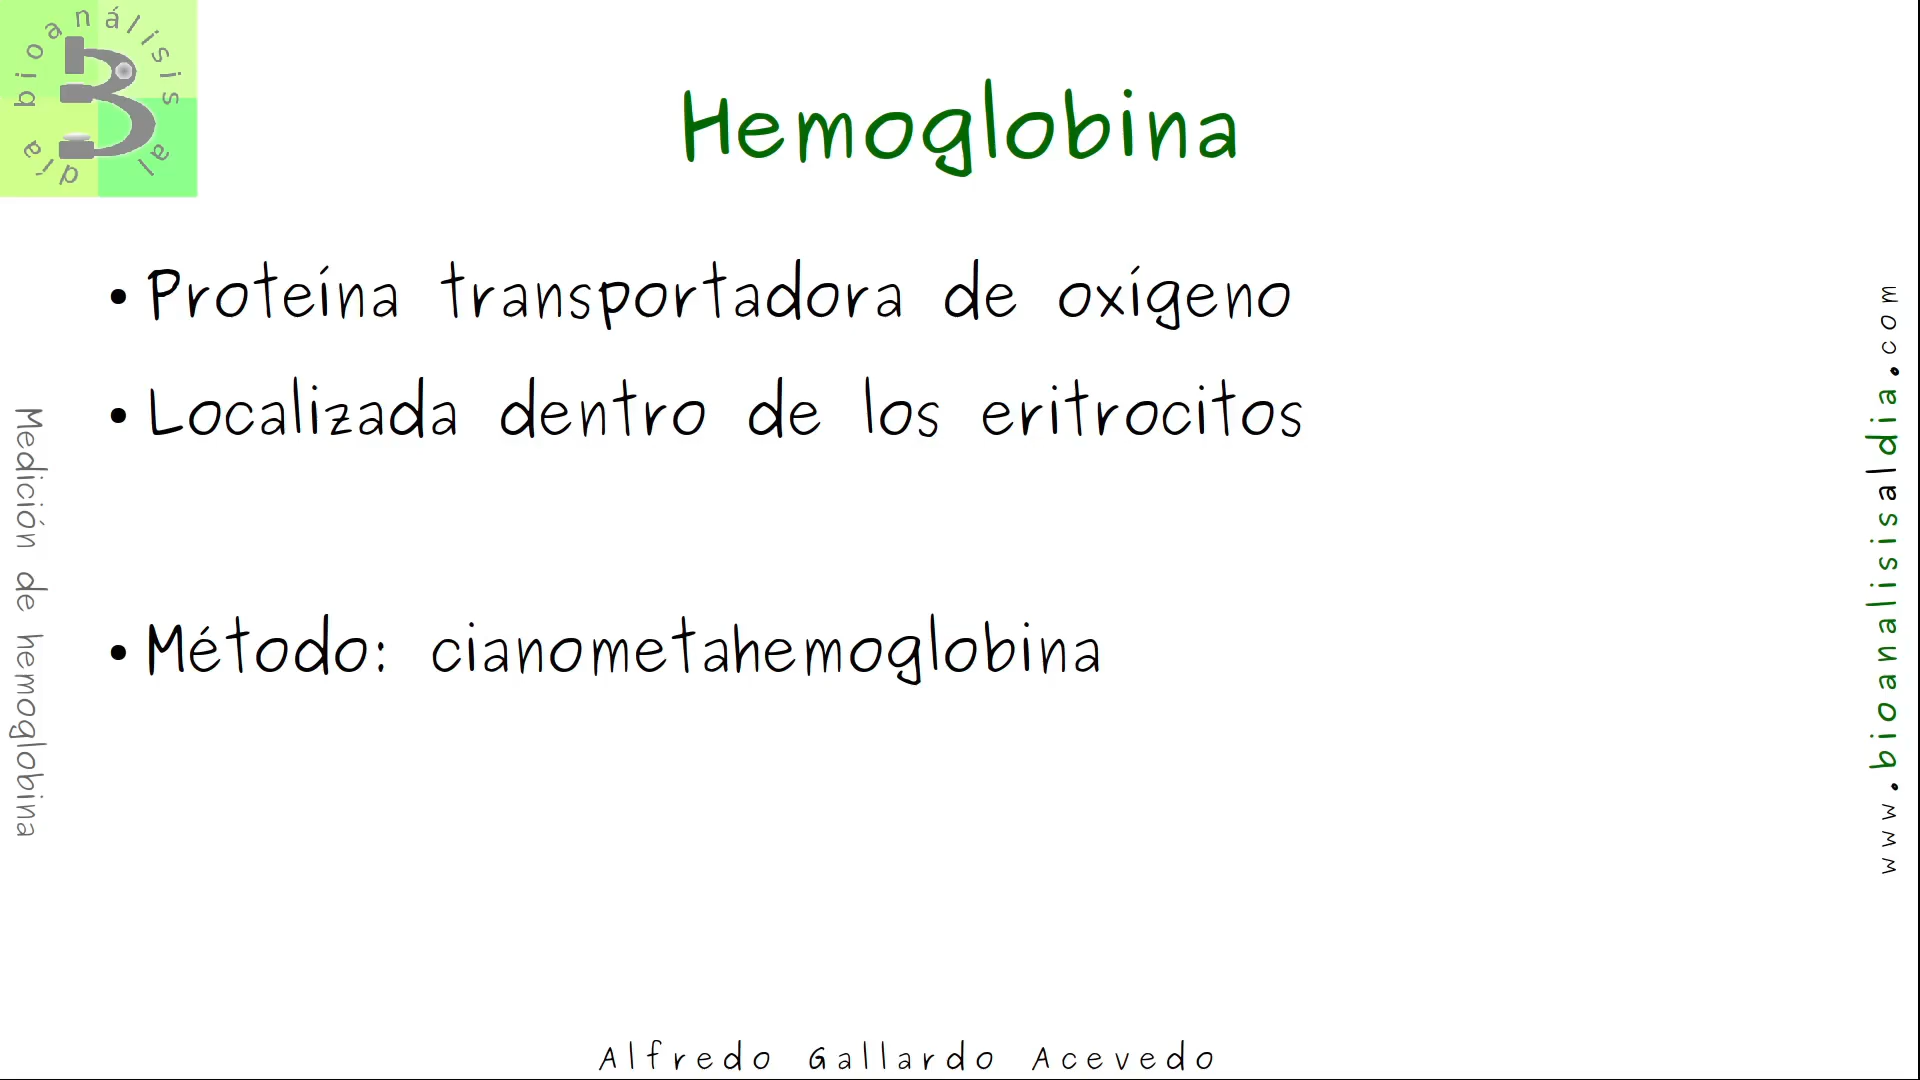 bioanálisis al día
Hemoglobina
• Proteína transportadora de oxígeno
• Localizada dentro de los eritrocitos
• Método: cianometahemoglobina
Medición de hemoglobina
www.bioanalisisaldia.com
Alfredo Gallardo Acevedo